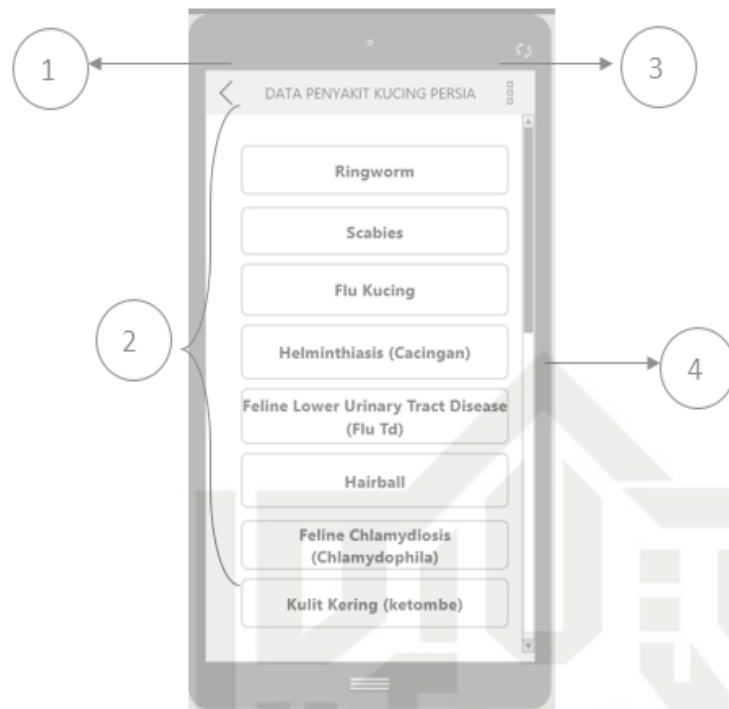 1
3
DATA PENYAKIT KUCING PERSIA
Ringworm
Scabies
Flu Kucing
2
Helminthiasis (Cacingan)
4
Feline Lower Urinary Tract Disease
(Flu Td)
Hairball
Feline Chlamydiosis
(Chlamydophila)
Kulit Kering (ketombe)